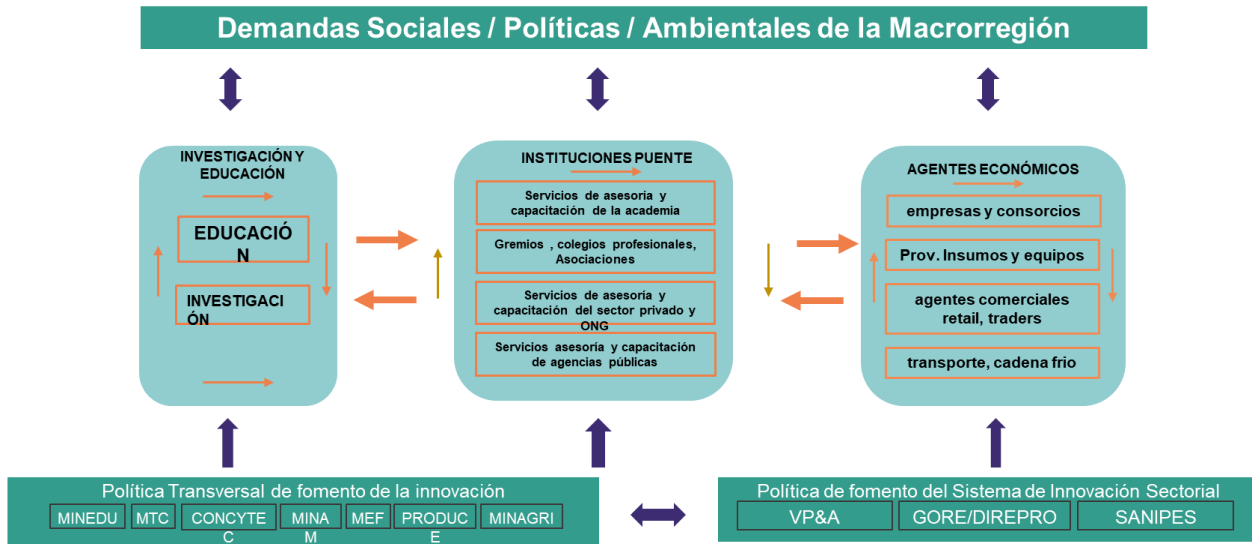 Demandas Sociales / Políticas / Ambientales de la Macrorregión
INVESTIGACIÓN Y
EDUCACIÓN
EDUCACIÓ
N
INVESTIGACI
ÓN
INSTITUCIONES PUENTE
Servicios de asesoría y
capacitación de la academia
Gremios , colegios profesionales,
Asociaciones
Servicios de asesoría y
capacitación del sector privado y
ONG
Servicios asesoría y capacitación
de agencias públicas
AGENTES ECONÓMICOS
empresas y consorcios
Prov. Insumos y equipos
agentes comerciales
retail, traders
transporte, cadena frio
Política Transversal de fomento de la innovación
MINEDU
MTC
CONCYTE
C
MINA
M
MEF
PRODUC
E
MINAGRI
Política de fomento del Sistema de Innovación Sectorial
VP&A
GORE/DIREPRO
SANIPES